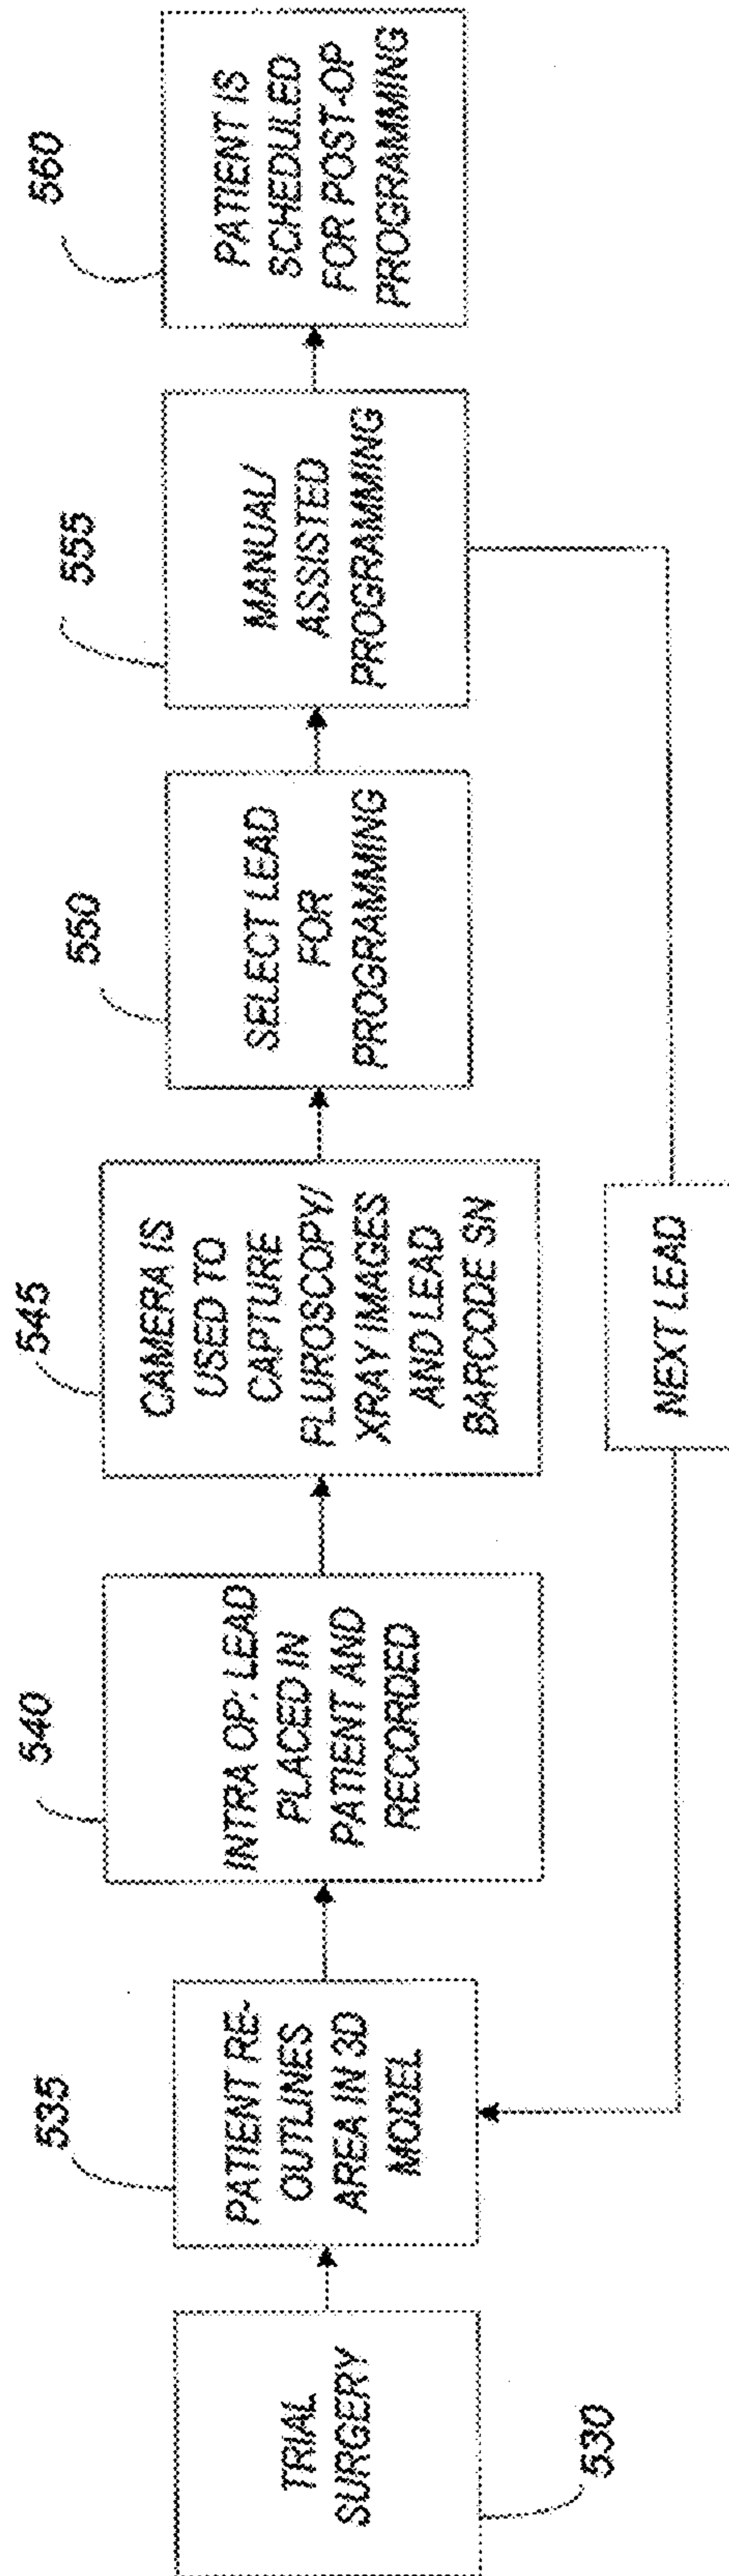 530
TRIAL
SURGERY
535
PATIENT RE-
OUTLINES
AREA IN 3D
MODEL
540
INTRA OP: LEAD
PLACED IN
PATIENT AND
RECORDED
545
CAMERA IS
USED TO
CAPTURE
FLUROSCOPY/
XRAY IMAGES
AND LEAD
BARCODE SN
550
SELECT LEAD
FOR
PROGRAMMING
555
MANUAL/
ASSISTED
PROGRAMMING
560
PATIENT IS
SCHEDULED
FOR POST-OP
PROGRAMMING
NEXT LEAD